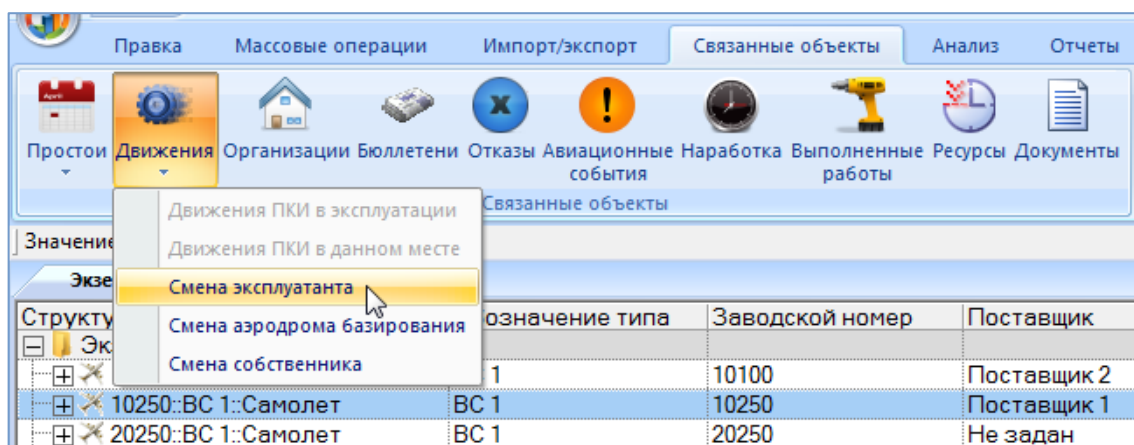 Правка Массовые операции Импорт/экспорт Связанные объекты Анализ Отчеты
April
Простои Движения Организации Бюллетени Отказы Авиационные события Наработка Выполненные работы Ресурсы Документы
Связанные объекты
Движения ПКИ в эксплуатации
Движения ПКИ в данном месте
Смена эксплуатанта
Смена аэродрома базирования
Смена собственника
Значение
Экзе
Структу означение типа Заводской номер Поставщик
Эк
1 10100 Поставщик 2
10250::ВС 1::Самолет ВС 1 10250 Поставщик 1
20250::ВС 1::Самолет ВС 1 20250 Не задан